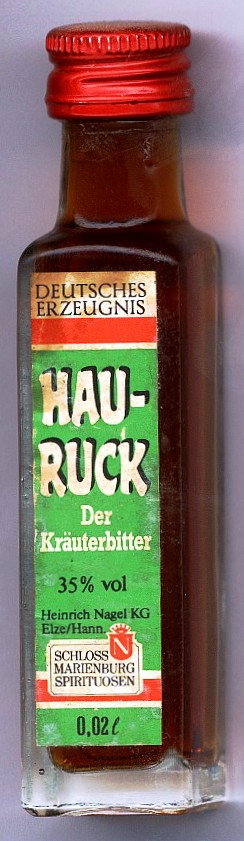 DEUTSCHES
ERZEUGNIS
HAU-
RUCK
Der
Kräuterbitter
35% vol
Heinrich Nagel KG
Elze/Hann.
N
SCHLOSS
MARIENBURG
SPIRITUOSEN
0,02 ℓ